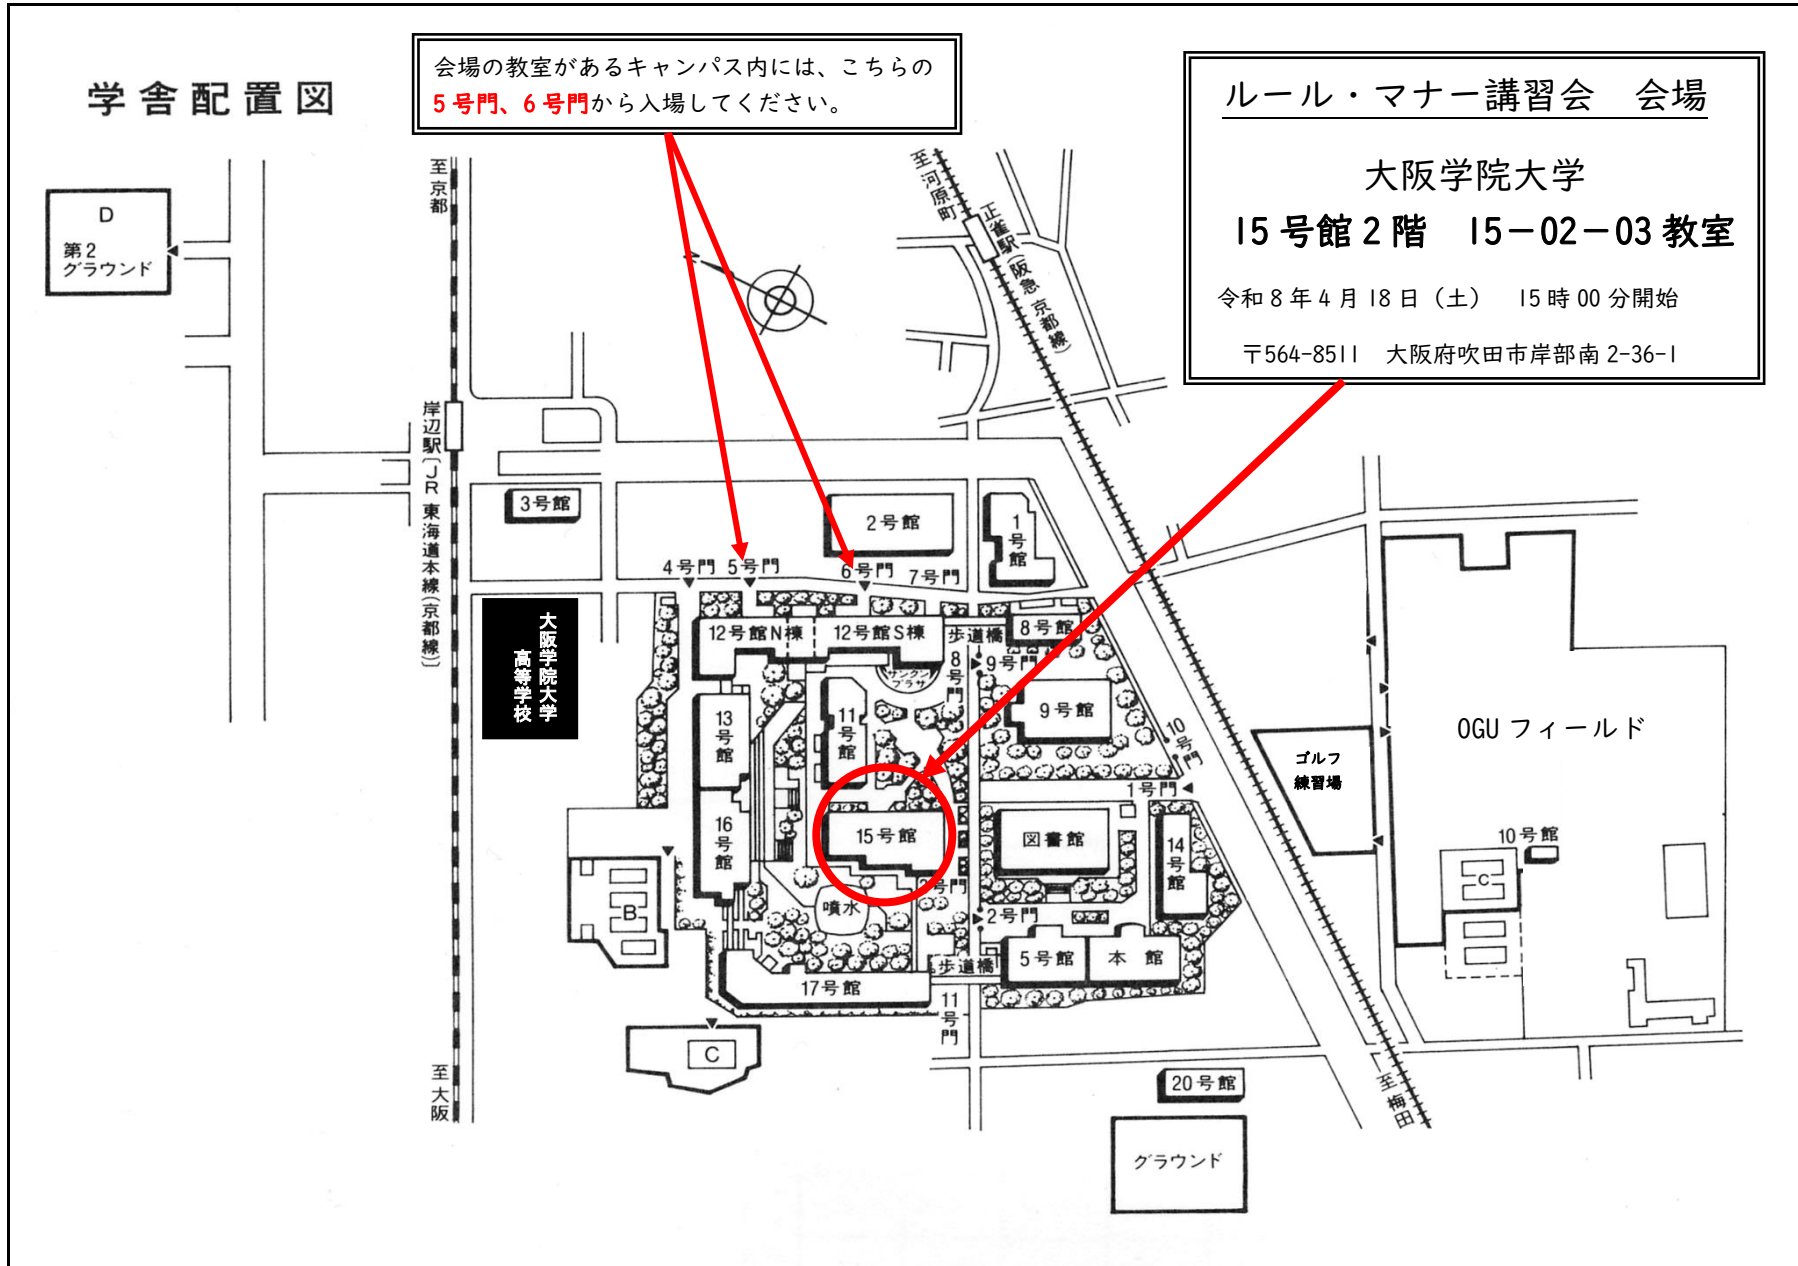 学舎配置図
会場の教室があるキャンパス内には、こちらの
5号門、6号門から入場してください。
ルール・マナー講習会　会場
大阪学院大学
15号館2階　15−02−03教室
令和8年4月18日（土）　15時00分開始
〒564-8511　大阪府吹田市岸部南2-36-1
至京都
至河原町
正雀駅(阪急 京都線)
D
第2
グラウンド
岸辺駅〔JR 東海道本線(京都線)〕
3号館
2号館
1号館
4号門
5号門
6号門
7号門
大阪学院大学
高等学校
12号館N棟
12号館S棟
歩道橋
8号館
8号門
9号門
サンクン
プラザ
13号館
11号館
9号館
10号門
OGUフィールド
ゴルフ
練習場
1号門
16号館
15号館
図書館
14号館
10号館
C
3号門
B
噴水
2号門
5号館
本館
歩道橋
17号館
11号門
C
至大阪
20号館
至梅田
グラウンド